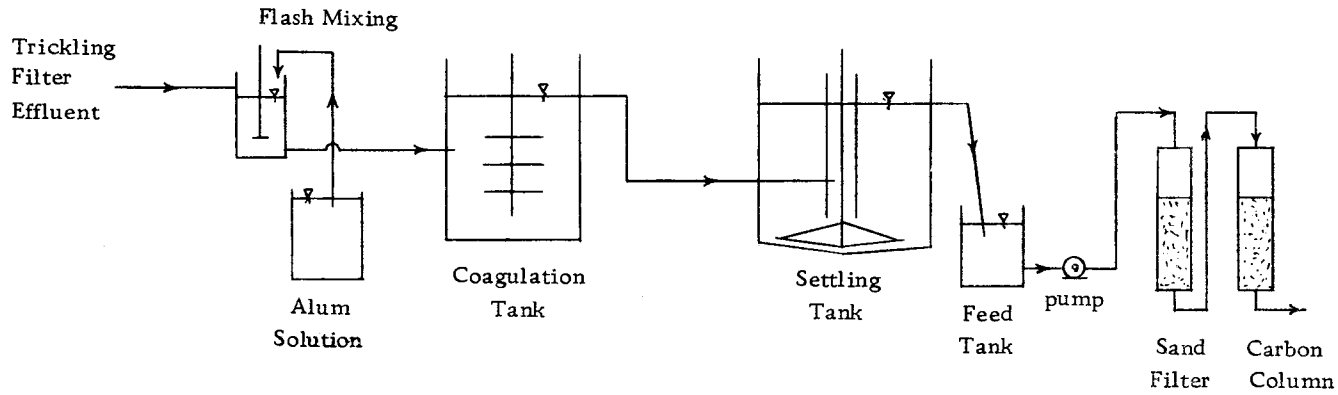 Flash Mixing
Trickling
Filter
Effluent
Alum
Solution
Coagulation
Tank
Settling
Tank
Feed
Tank
pump
Sand
Filter
Carbon
Column